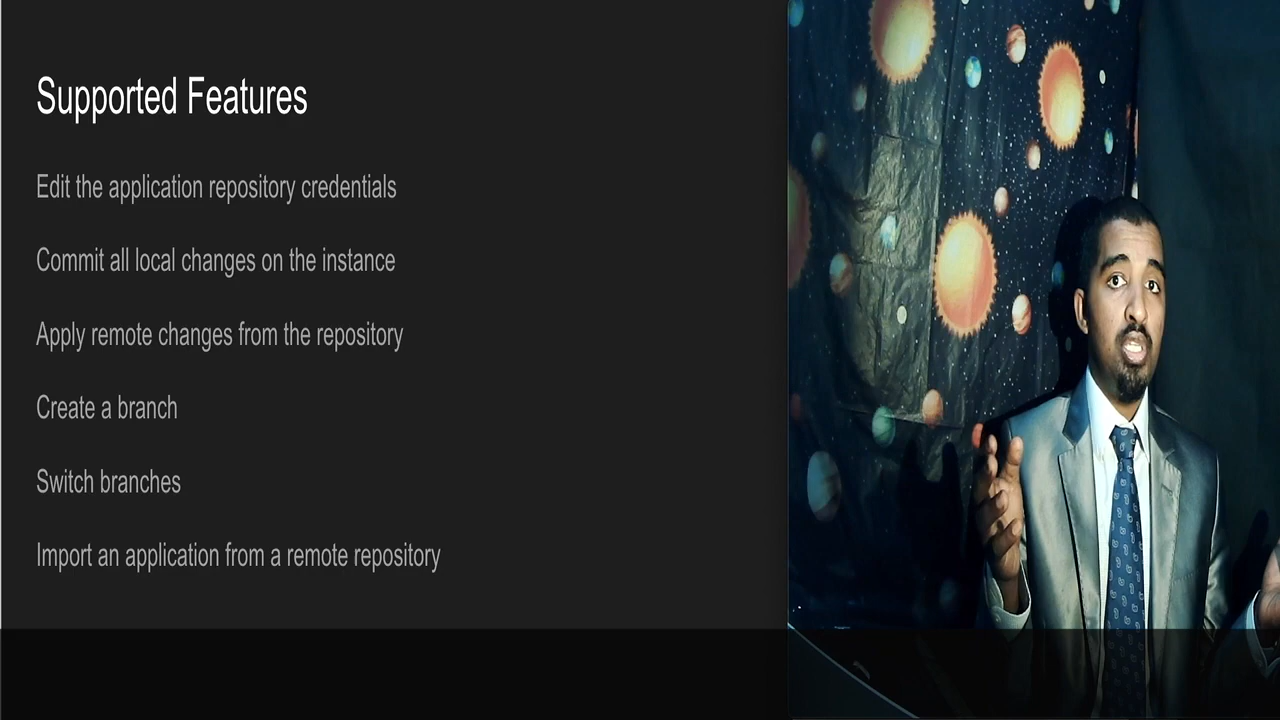 Supported Features
Edit the application repository credentials
Commit all local changes on the instance
Apply remote changes from the repository
Create a branch
Switch branches
Import an application from a remote repository